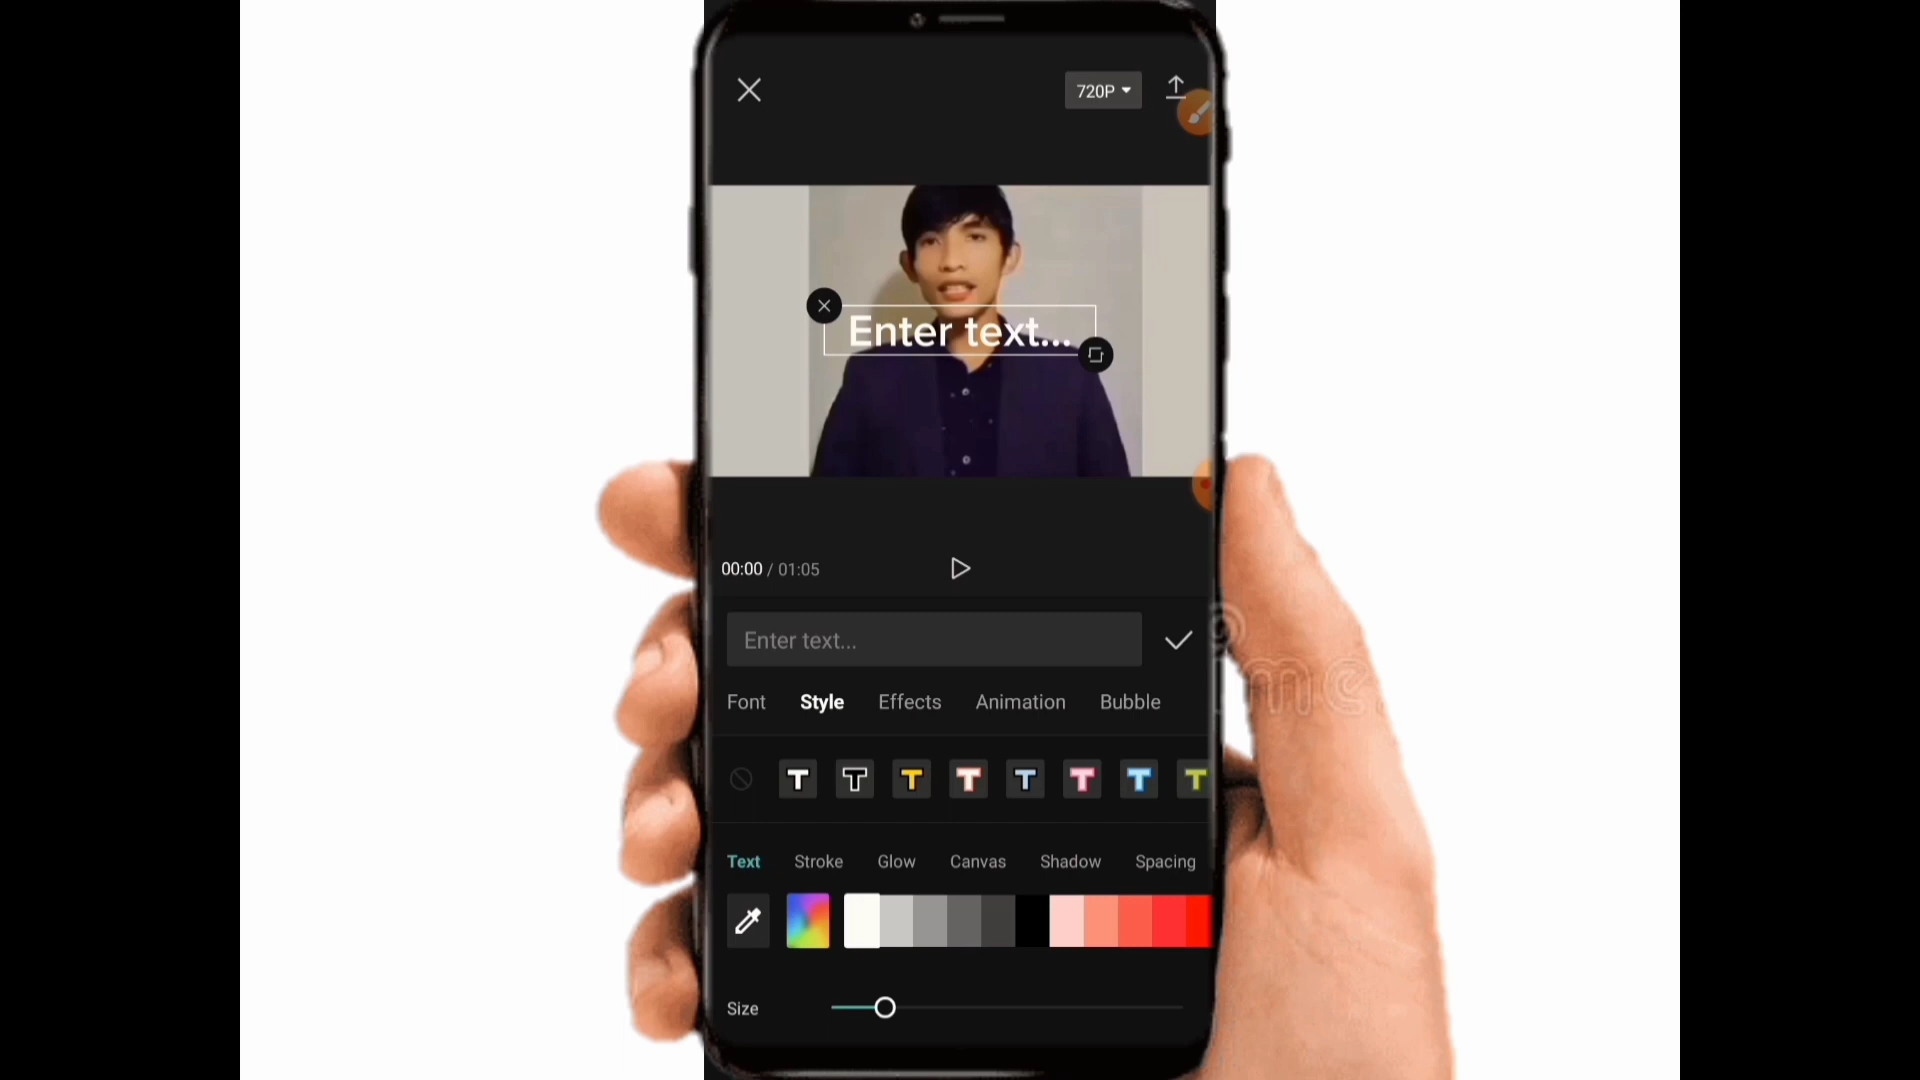 720P
Enter text...
00:00 / 01:05
Enter text...
Font Style Effects Animation Bubble
T T T T T T T T
Text Stroke Glow Canvas Shadow Spacing
Size